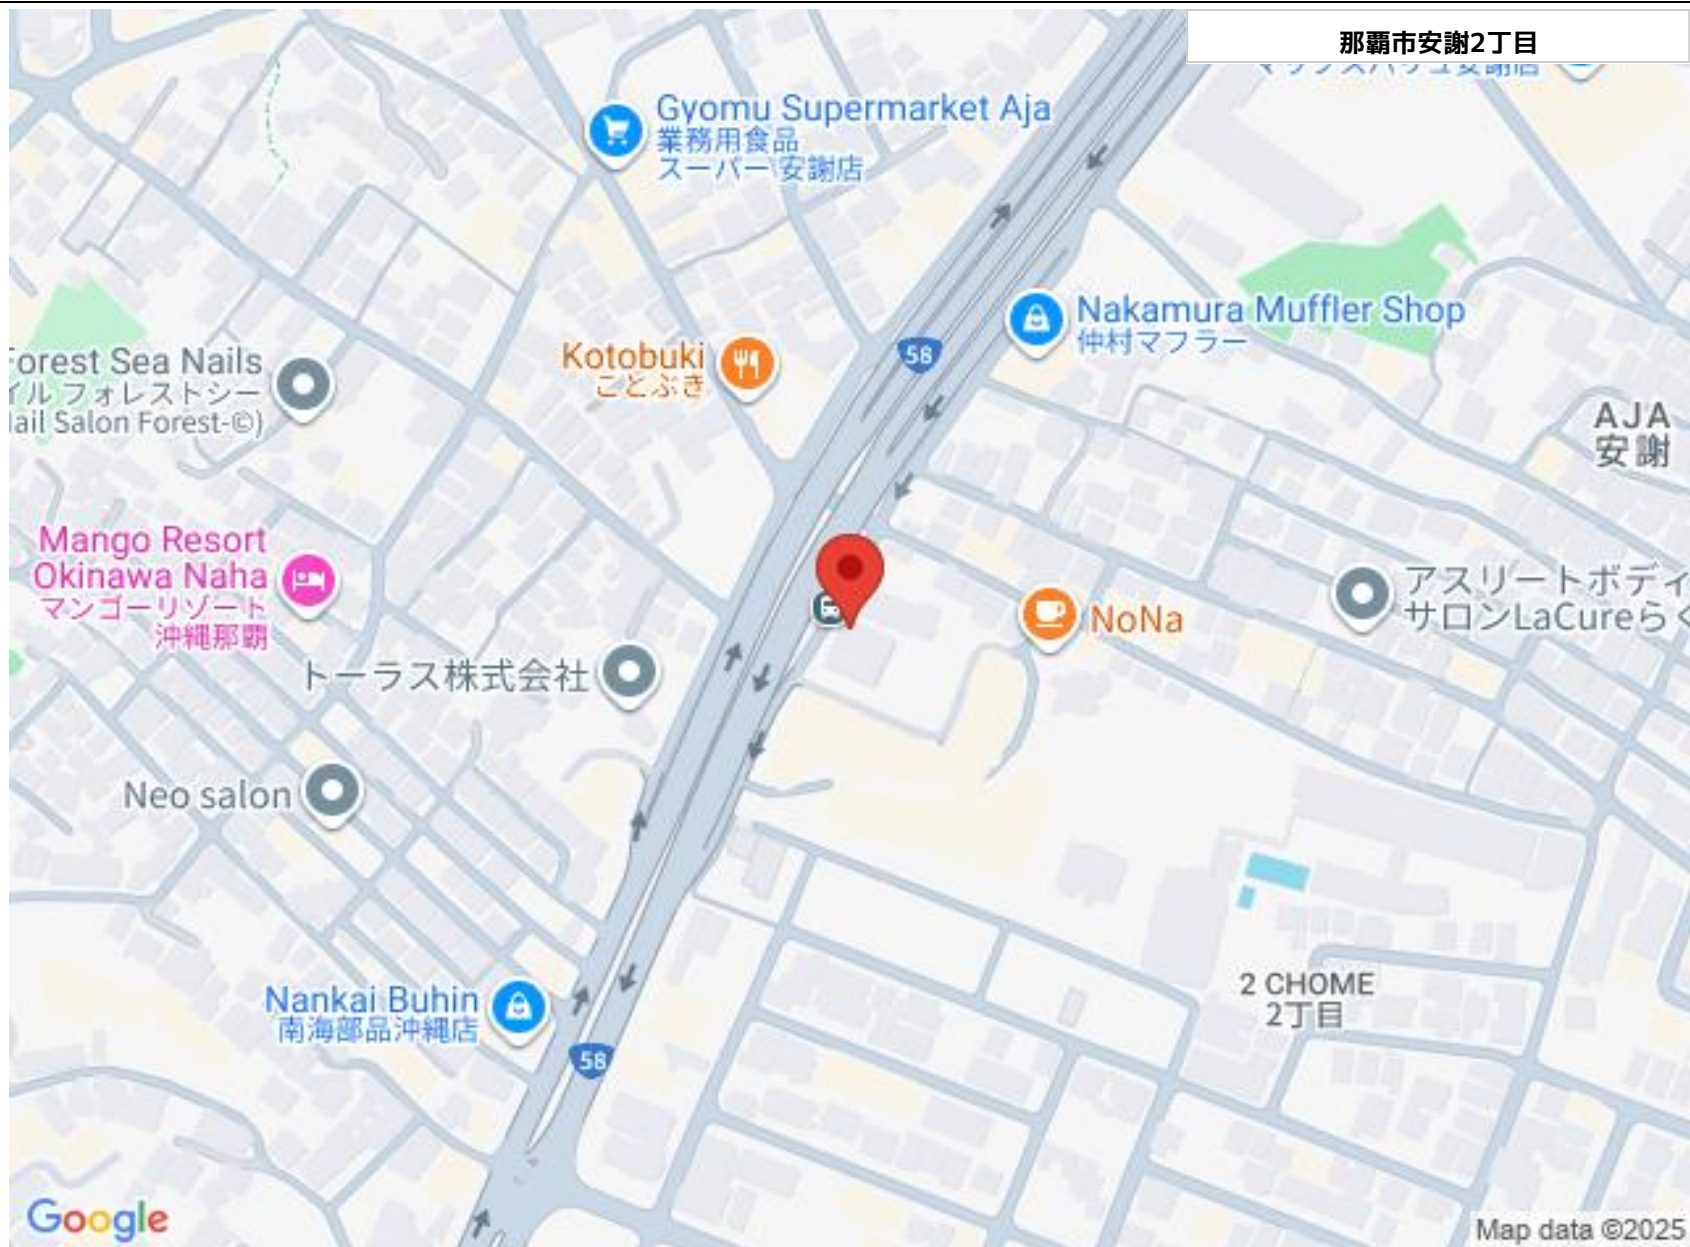 那覇市安謝2丁目
Gyomu Supermarket Aja
業務用食品
スーパー 安謝店
58
Nakamura Muffler Shop
仲村マフラー
Kotobuki
ことぶき
orest Sea Nails
イル フォレストシー
ail Salon Forest-©)
AJA
安謝
Mango Resort
Okinawa Naha
マンゴーリゾート
沖縄那覇
アスリートボディ
サロンLaCureらく
NoNa
トーラス株式会社
Neo salon
2 CHOME
2丁目
Nankai Buhin
南海部品沖縄店
58
Google
Map data ©2025